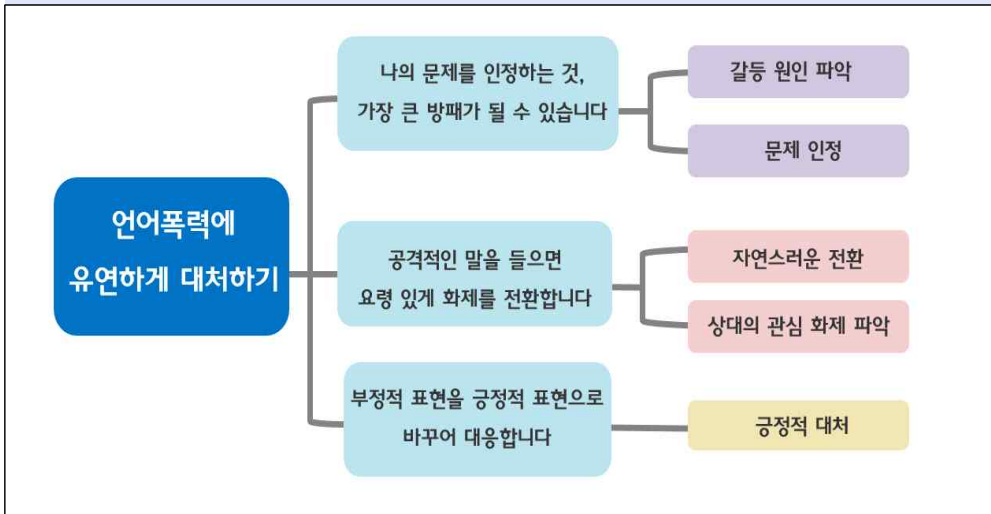 언어폭력에
유연하게 대처하기
나의 문제를 인정하는 것,
가장 큰 방패가 될 수 있습니다
갈등 원인 파악
문제 인정
공격적인 말을 들으면
요령 있게 화제를 전환합니다
자연스러운 전환
상대의 관심 화제 파악
부정적 표현을 긍정적 표현으로
바꾸어 대응합니다
긍정적 대처